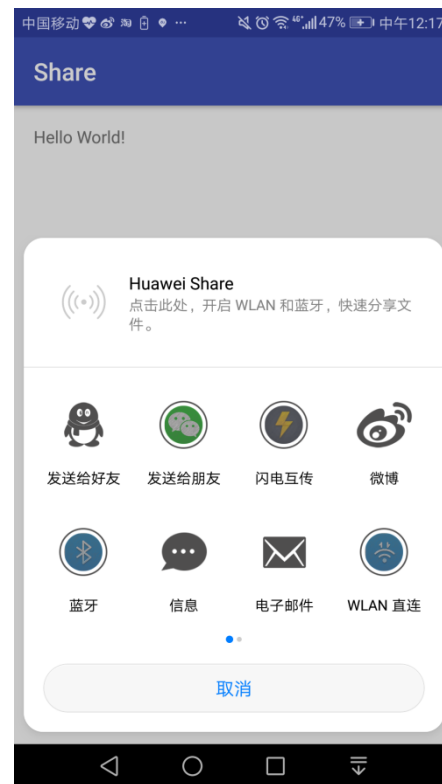 中国移动 47% 中午12:17
Share
Hello World!
Huawei Share
点击此处，开启 WLAN 和蓝牙，快速分享文
件。
发送给好友 发送给朋友 闪电互传 微博
蓝牙 信息 电子邮件 WLAN 直连
取消